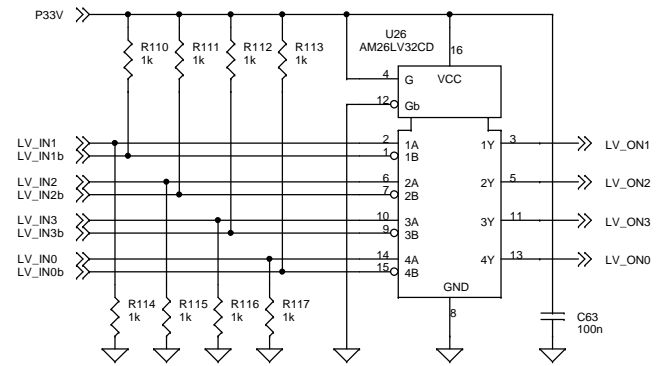 P33V
U26
AM26LV32CD
R110
1k
R111
1k
R112
1k
R113
1k
16
4
G
VCC
12
Gb
LV_IN1
2
1A
1Y
3
LV_ON1
LV_IN1b
1
1B
LV_IN2
6
2A
2Y
5
LV_ON2
LV_IN2b
7
2B
LV_IN3
10
3A
3Y
11
LV_ON3
LV_IN3b
9
3B
LV_IN0
14
4A
4Y
13
LV_ON0
LV_IN0b
15
4B
GND
8
R114
1k
R115
1k
R116
1k
R117
1k
C63
100n